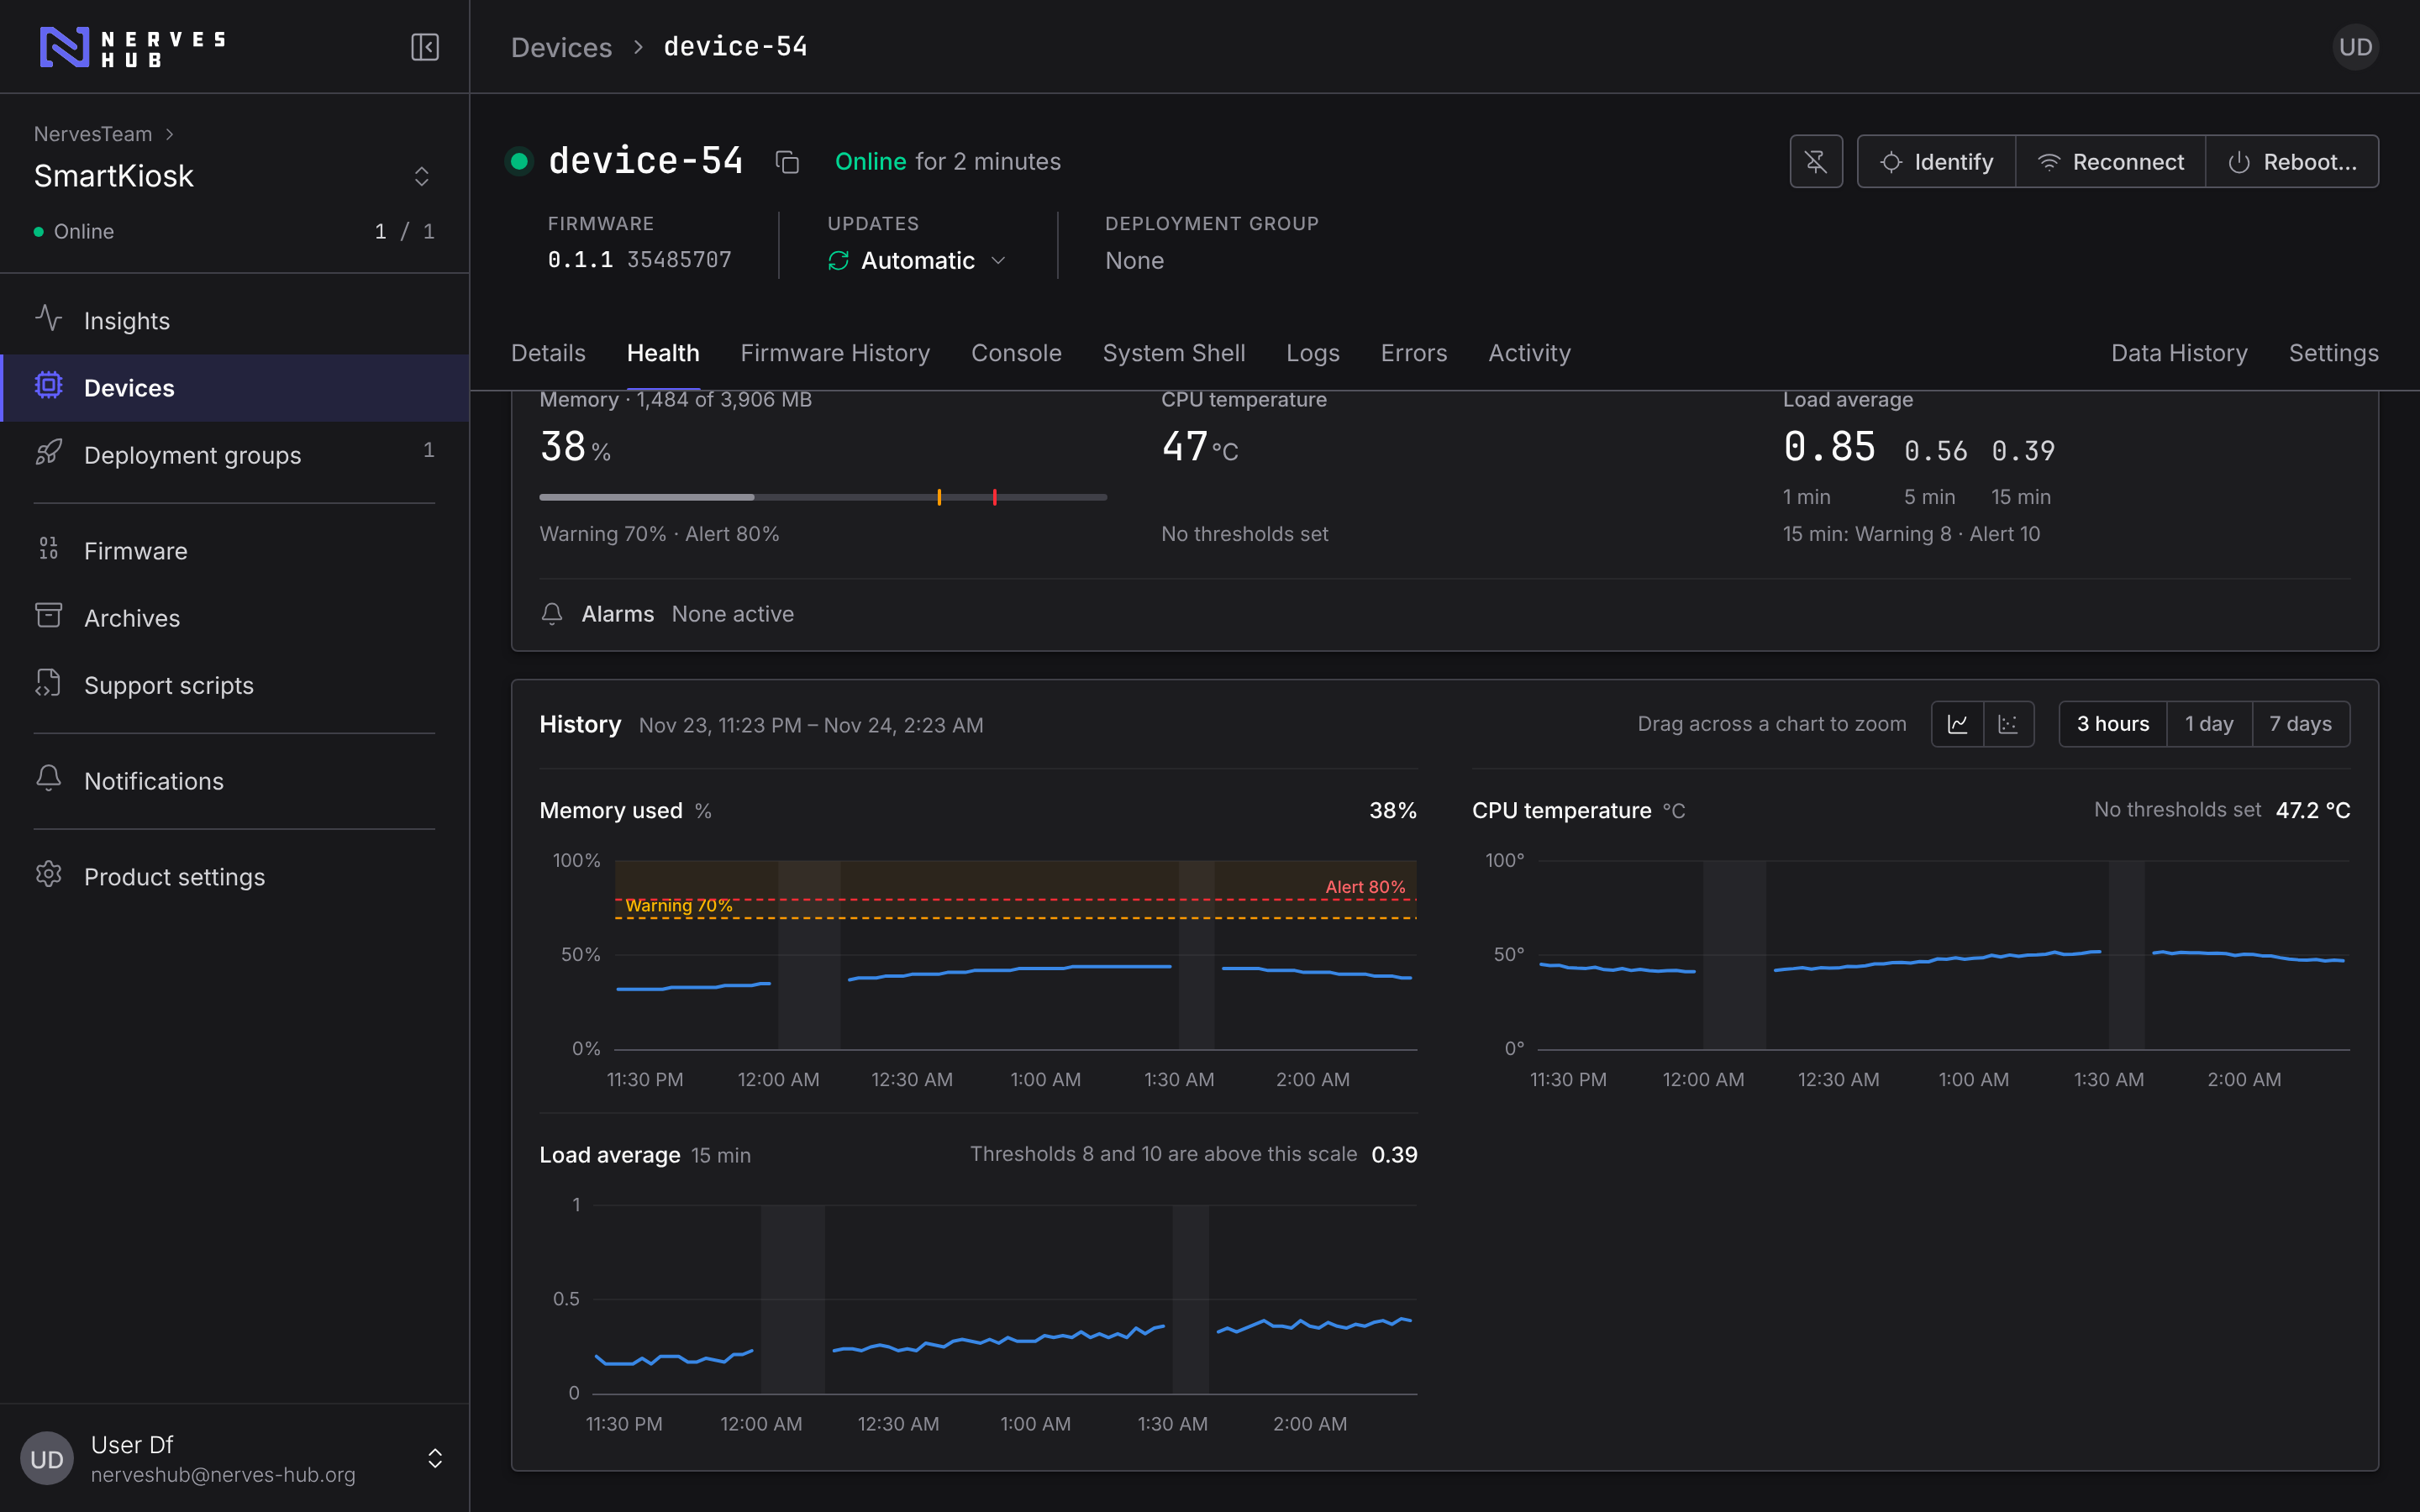 NERVES
HUB
Devices > device-54
UD
NervesTeam >
SmartKiosk
Online 1 / 1
Insights
Devices
Deployment groups 1
Firmware
Archives
Support scripts
Notifications
Product settings
UD
User Df
nerveshub@nerves-hub.org
device-54 Online for 2 minutes
Identify Reconnect Reboot...
FIRMWARE UPDATES DEPLOYMENT GROUP
0.1.1 35485707 Automatic None
Details Health Firmware History Console System Shell Logs Errors Activity Data History Settings
Memory · 1,484 of 3,906 MB CPU temperature Load average
38 % 47 °C 0.85 0.56 0.39
1 min 5 min 15 min
Warning 70% · Alert 80% No thresholds set 15 min: Warning 8 · Alert 10
Alarms None active
History Nov 23, 11:23 PM – Nov 24, 2:23 AM Drag across a chart to zoom 3 hours 1 day 7 days
Memory used % 38%
100%
Alert 80%
Warning 70%
50%
0%
11:30 PM 12:00 AM 12:30 AM 1:00 AM 1:30 AM 2:00 AM
CPU temperature °C No thresholds set 47.2 °C
100°
50°
0°
11:30 PM 12:00 AM 12:30 AM 1:00 AM 1:30 AM 2:00 AM
Load average 15 min Thresholds 8 and 10 are above this scale 0.39
1
0.5
0
11:30 PM 12:00 AM 12:30 AM 1:00 AM 1:30 AM 2:00 AM